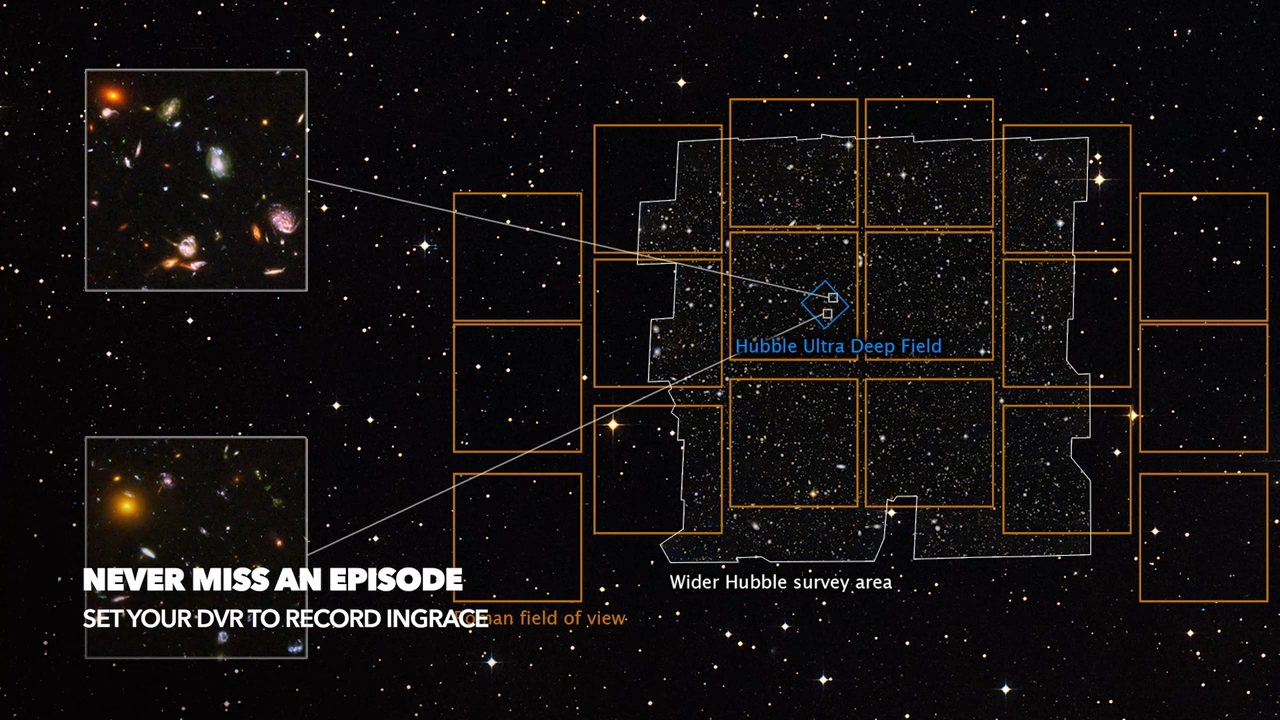 Hubble Ultra Deep Field
Wider Hubble survey area
NEVER MISS AN EPISODE
SET YOUR DVR TO RECORD INGRACE
field of view